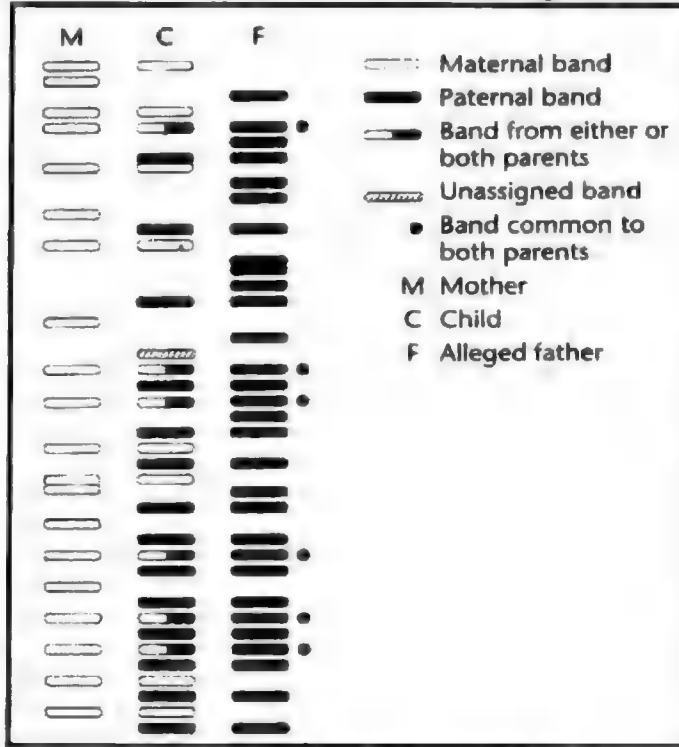 M C F
Maternal band
Paternal band
Band from either or
both parents
Unassigned band
Band common to
both parents
M Mother
C Child
F Alleged father